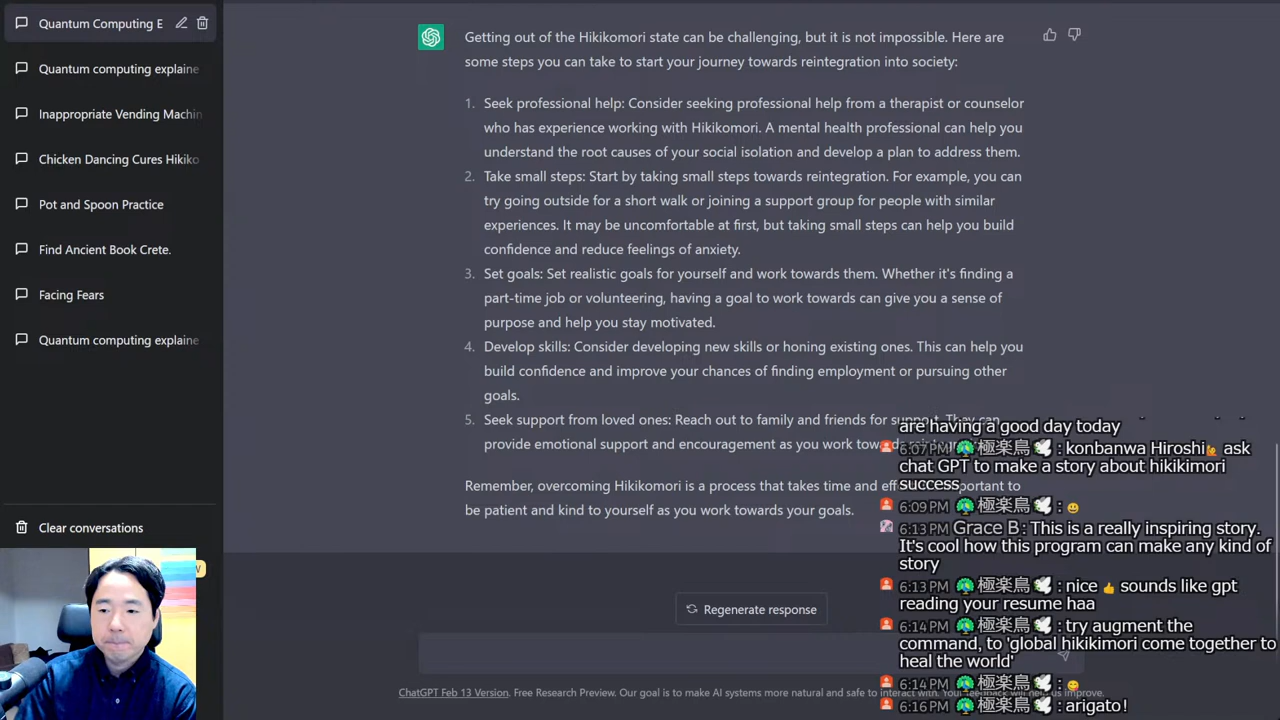 Quantum Computing E
Quantum computing explaine
Inappropriate Vending Machin
Chicken Dancing Cures Hikiko
Pot and Spoon Practice
Find Ancient Book Crete.
Facing Fears
Quantum computing explaine
Clear conversations
Getting out of the Hikikomori state can be challenging, but it is not impossible. Here are
some steps you can take to start your journey towards reintegration into society:
1. Seek professional help: Consider seeking professional help from a therapist or counselor
who has experience working with Hikikomori. A mental health professional can help you
understand the root causes of your social isolation and develop a plan to address them.
2. Take small steps: Start by taking small steps towards reintegration. For example, you can
try going outside for a short walk or joining a support group for people with similar
experiences. It may be uncomfortable at first, but taking small steps can help you build
confidence and reduce feelings of anxiety.
3. Set goals: Set realistic goals for yourself and work towards them. Whether it's finding a
part-time job or volunteering, having a goal to work towards can give you a sense of
purpose and help you stay motivated.
4. Develop skills: Consider developing new skills or honing existing ones. This can help you
build confidence and improve your chances of finding employment or pursuing other
goals.
5. Seek support from loved ones: Reach out to family and friends for support. They can
provide emotional support and encouragement as you work
Remember, overcoming Hikikomori is a process that takes time and eff
be patient and kind to yourself as you work towards your goals.
Regenerate response
ChatGPT Feb 13 Version. Free Research Preview. Our goal is to make AI systems more natural and safe to interact with. Your feedback will help us improve.
are having a good day today
6:07 PM 🦚極楽鳥🕊: konbanwa Hiroshi🙋 ask
chat GPT to make a story about hikikimori
success
6:09 PM 🦚極楽鳥🕊: 😀
6:13 PM Grace B: This is a really inspiring story.
It's cool how this program can make any kind of
story
6:13 PM 🦚極楽鳥🕊: nice 👍 sounds like gpt
reading your resume haa
6:14 PM 🦚極楽鳥🕊: try augment the
command, to 'global hikikimori come together to
heal the world'
6:14 PM 🦚極楽鳥🕊: 😋
6:16 PM 🦚極楽鳥🕊: arigato!